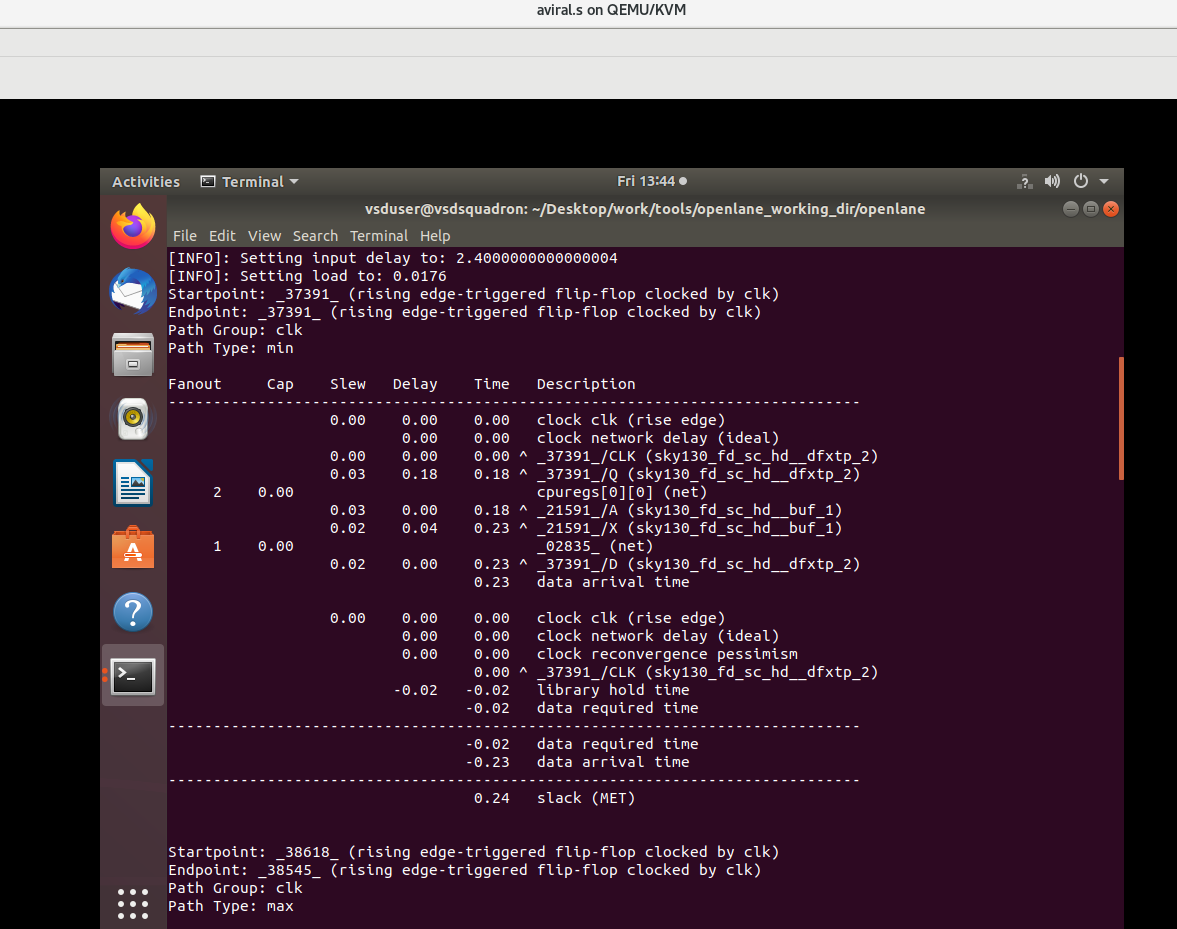 aviral.s on QEMU/KVM
Activities Terminal Fri 13:44
vsduser@vsdsquadron: ~/Desktop/work/tools/openlane_working_dir/openlane
File Edit View Search Terminal Help
[INFO]: Setting input delay to: 2.4000000000000004
[INFO]: Setting load to: 0.0176
Startpoint: _37391_ (rising edge-triggered flip-flop clocked by clk)
Endpoint: _37391_ (rising edge-triggered flip-flop clocked by clk)
Path Group: clk
Path Type: min
Fanout     Cap    Slew   Delay    Time   Description
-----------------------------------------------------------------------------
                  0.00    0.00    0.00   clock clk (rise edge)
                          0.00    0.00   clock network delay (ideal)
                  0.00    0.00    0.00 ^ _37391_/CLK (sky130_fd_sc_hd__dfxtp_2)
                  0.03    0.18    0.18 ^ _37391_/Q (sky130_fd_sc_hd__dfxtp_2)
     2    0.00                           cpuregs[0][0] (net)
                  0.03    0.00    0.18 ^ _21591_/A (sky130_fd_sc_hd__buf_1)
                  0.02    0.04    0.23 ^ _21591_/X (sky130_fd_sc_hd__buf_1)
     1    0.00                           _02835_ (net)
                  0.02    0.00    0.23 ^ _37391_/D (sky130_fd_sc_hd__dfxtp_2)
                                  0.23   data arrival time
                  0.00    0.00    0.00   clock clk (rise edge)
                          0.00    0.00   clock network delay (ideal)
                          0.00    0.00   clock reconvergence pessimism
                                  0.00 ^ _37391_/CLK (sky130_fd_sc_hd__dfxtp_2)
                         -0.02   -0.02   library hold time
                                 -0.02   data required time
-----------------------------------------------------------------------------
                                 -0.02   data required time
                                 -0.23   data arrival time
-----------------------------------------------------------------------------
                                  0.24   slack (MET)
Startpoint: _38618_ (rising edge-triggered flip-flop clocked by clk)
Endpoint: _38545_ (rising edge-triggered flip-flop clocked by clk)
Path Group: clk
Path Type: max